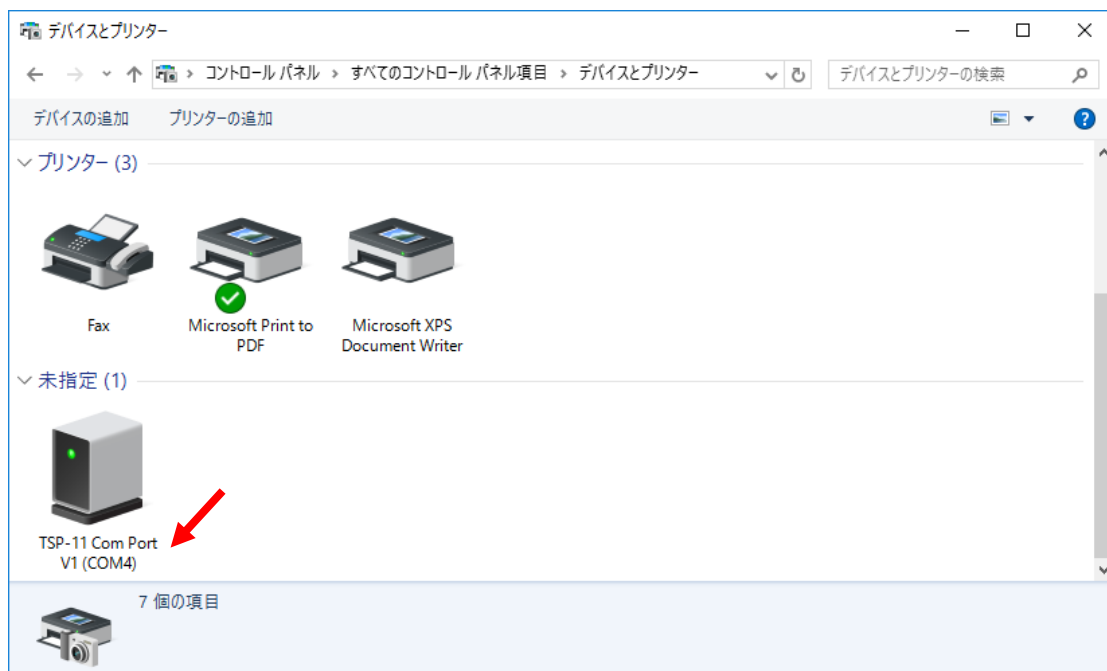 デバイスとプリンター
コントロール パネル › すべてのコントロール パネル項目 › デバイスとプリンター
デバイスとプリンターの検索
デバイスの追加 プリンターの追加
?
プリンター (3)
Fax
Microsoft Print to
PDF
Microsoft XPS
Document Writer
未指定 (1)
TSP-11 Com Port
V1 (COM4)
7 個の項目